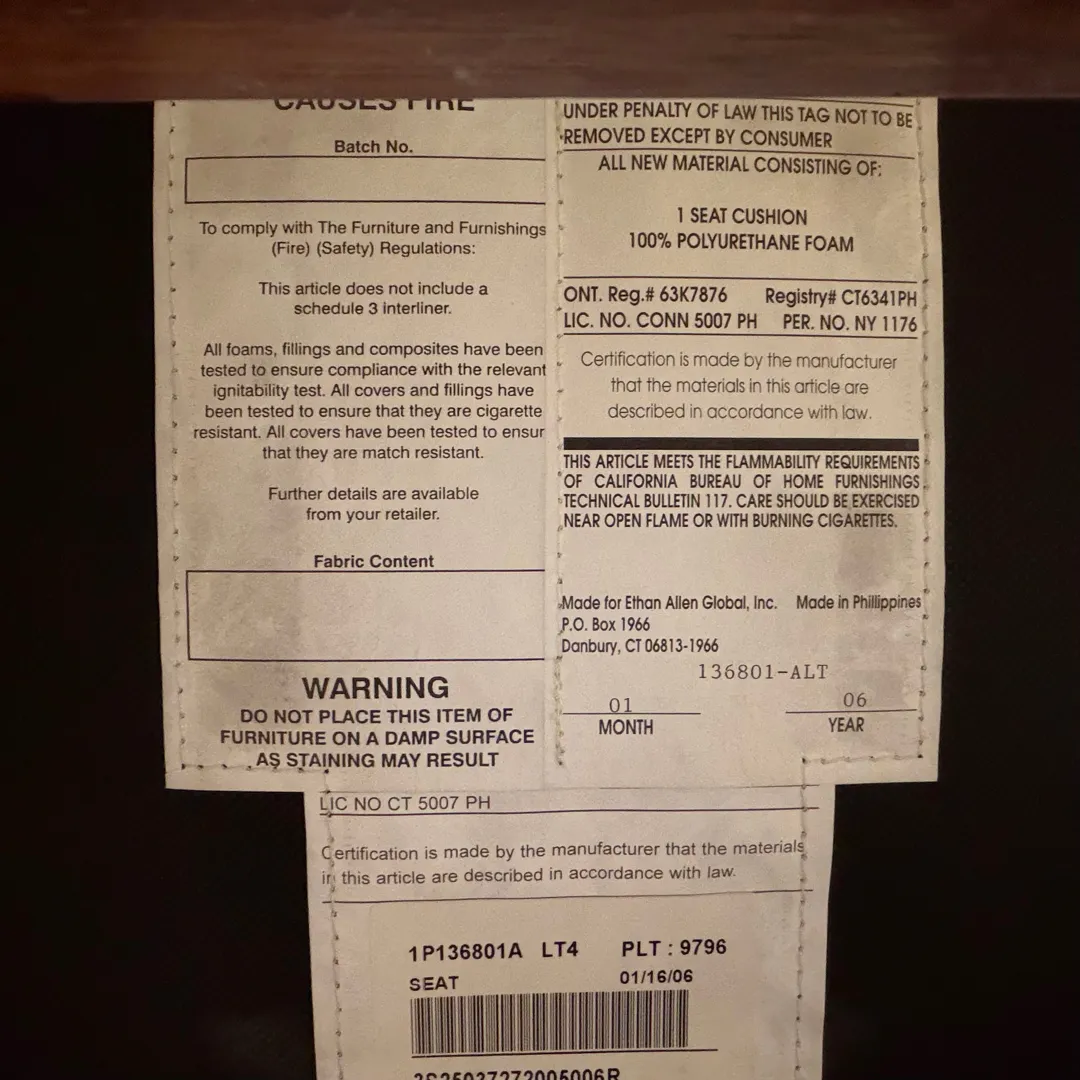 CAUSES FIRE
Batch No.
To comply with The Furniture and Furnishings
(Fire) (Safety) Regulations:
This article does not include a
schedule 3 interliner.
All foams, fillings and composites have been
tested to ensure compliance with the relevant
ignitability test. All covers and fillings have
been tested to ensure that they are cigarette
resistant. All covers have been tested to ensur
that they are match resistant.
Further details are available
from your retailer.
Fabric Content
WARNING
DO NOT PLACE THIS ITEM OF
FURNITURE ON A DAMP SURFACE
AS STAINING MAY RESULT
UNDER PENALTY OF LAW THIS TAG NOT TO BE
REMOVED EXCEPT BY CONSUMER
ALL NEW MATERIAL CONSISTING OF:
1 SEAT CUSHION
100% POLYURETHANE FOAM
ONT. Reg.# 63K7876 Registry# CT6341PH
LIC. NO. CONN 5007 PH PER. NO. NY 1176
Certification is made by the manufacturer
that the materials in this article are
described in accordance with law.
THIS ARTICLE MEETS THE FLAMMABILITY REQUIREMENTS
OF CALIFORNIA BUREAU OF HOME FURNISHINGS
TECHNICAL BULLETIN 117. CARE SHOULD BE EXERCISED
NEAR OPEN FLAME OR WITH BURNING CIGARETTES.
Made for Ethan Allen Global, Inc. Made in Phillippines
P.O. Box 1966
Danbury, CT 06813-1966
136801-ALT
01 06
MONTH YEAR
LIC NO CT 5007 PH
Certification is made by the manufacturer that the materials
in this article are described in accordance with law.
1P136801A LT4 PLT : 9796
SEAT 01/16/06